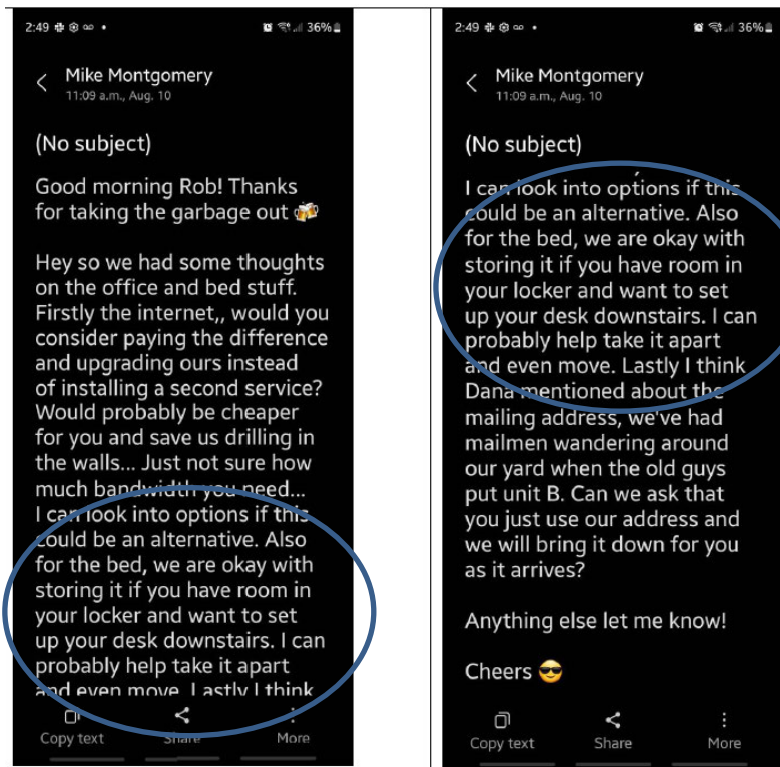 2:49 36%
Mike Montgomery
11:09 a.m., Aug. 10
(No subject)
Good morning Rob! Thanks
for taking the garbage out 🍻
Hey so we had some thoughts
on the office and bed stuff.
Firstly the internet,, would you
consider paying the difference
and upgrading ours instead
of installing a second service?
Would probably be cheaper
for you and save us drilling in
the walls... Just not sure how
much bandwidth you need...
I can look into options if this
could be an alternative. Also
for the bed, we are okay with
storing it if you have room in
your locker and want to set
up your desk downstairs. I can
probably help take it apart
and even move. Lastly I think
Copy text Share More
2:49 36%
Mike Montgomery
11:09 a.m., Aug. 10
(No subject)
I can look into options if this
could be an alternative. Also
for the bed, we are okay with
storing it if you have room in
your locker and want to set
up your desk downstairs. I can
probably help take it apart
and even move. Lastly I think
Dana mentioned about the
mailing address, we've had
mailmen wandering around
our yard when the old guys
put unit B. Can we ask that
you just use our address and
we will bring it down for you
as it arrives?
Anything else let me know!
Cheers 😎
Copy text Share More